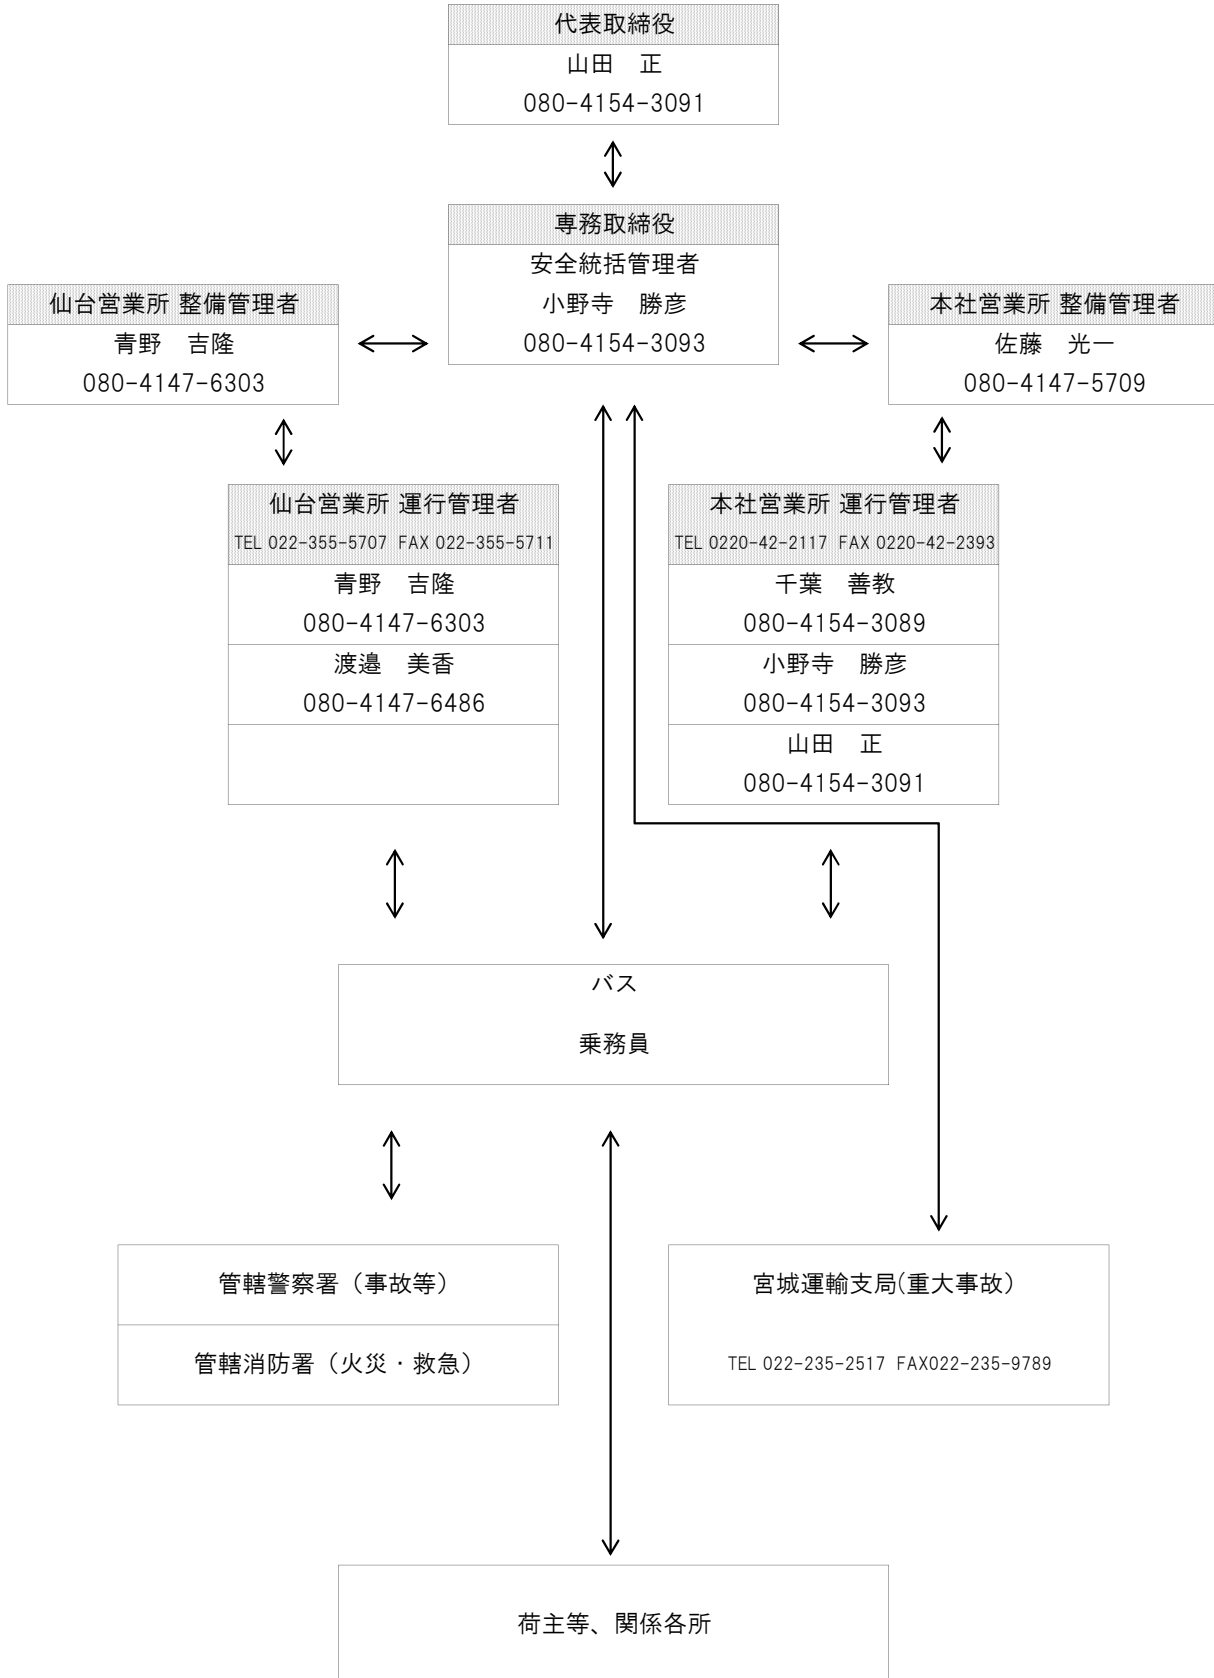 代表取締役
山田　正
080-4154-3091
専務取締役
安全統括管理者
小野寺　勝彦
080-4154-3093
仙台営業所 整備管理者
青野　吉隆
080-4147-6303
本社営業所 整備管理者
佐藤　光一
080-4147-5709
仙台営業所 運行管理者
TEL 022-355-5707 FAX 022-355-5711
青野　吉隆
080-4147-6303
渡邉　美香
080-4147-6486
本社営業所 運行管理者
TEL 0220-42-2117 FAX 0220-42-2393
千葉　善教
080-4154-3089
小野寺　勝彦
080-4154-3093
山田　正
080-4154-3091
バス
乗務員
管轄警察署（事故等）
管轄消防署（火災・救急）
宮城運輸支局(重大事故）
TEL 022-235-2517 FAX022-235-9789
荷主等、関係各所